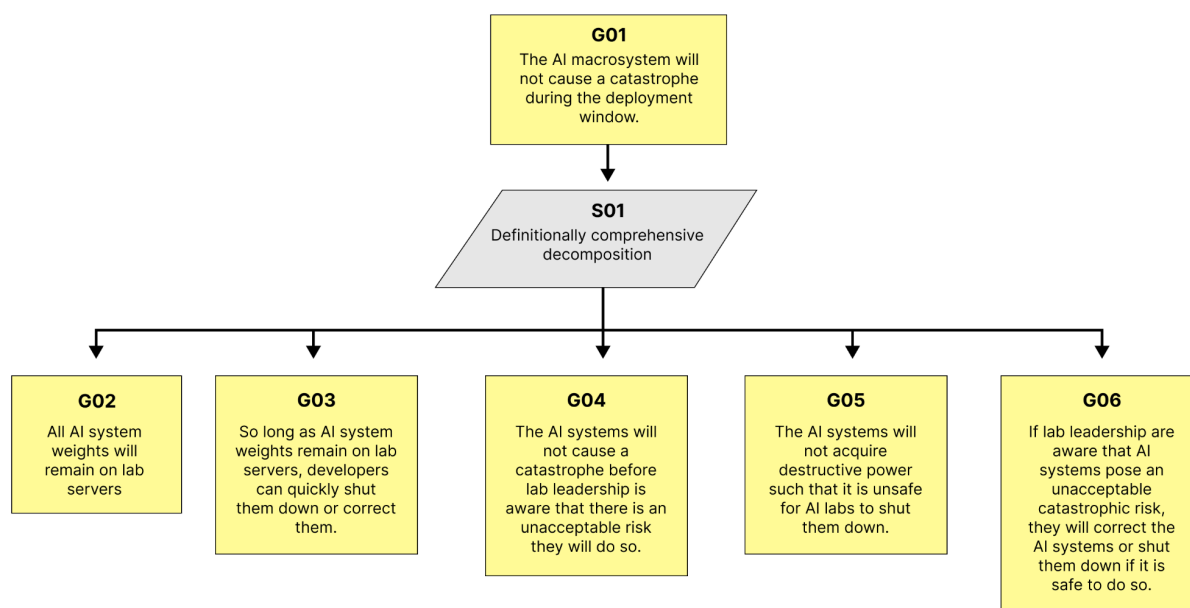 G01
The AI macrosystem will
not cause a catastrophe
during the deployment
window.
S01
Definitionally comprehensive
decomposition
G02
All AI system
weights will
remain on lab
servers
G03
So long as AI system
weights remain on lab
servers, developers
can quickly shut
them down or correct
them.
G04
The AI systems will
not cause a
catastrophe before
lab leadership is
aware that there is an
unacceptable risk
they will do so.
G05
The AI systems will
not acquire
destructive power
such that it is unsafe
for AI labs to shut
them down.
G06
If lab leadership are
aware that AI
systems pose an
unacceptable
catastrophic risk,
they will correct the
AI systems or shut
them down if it is
safe to do so.